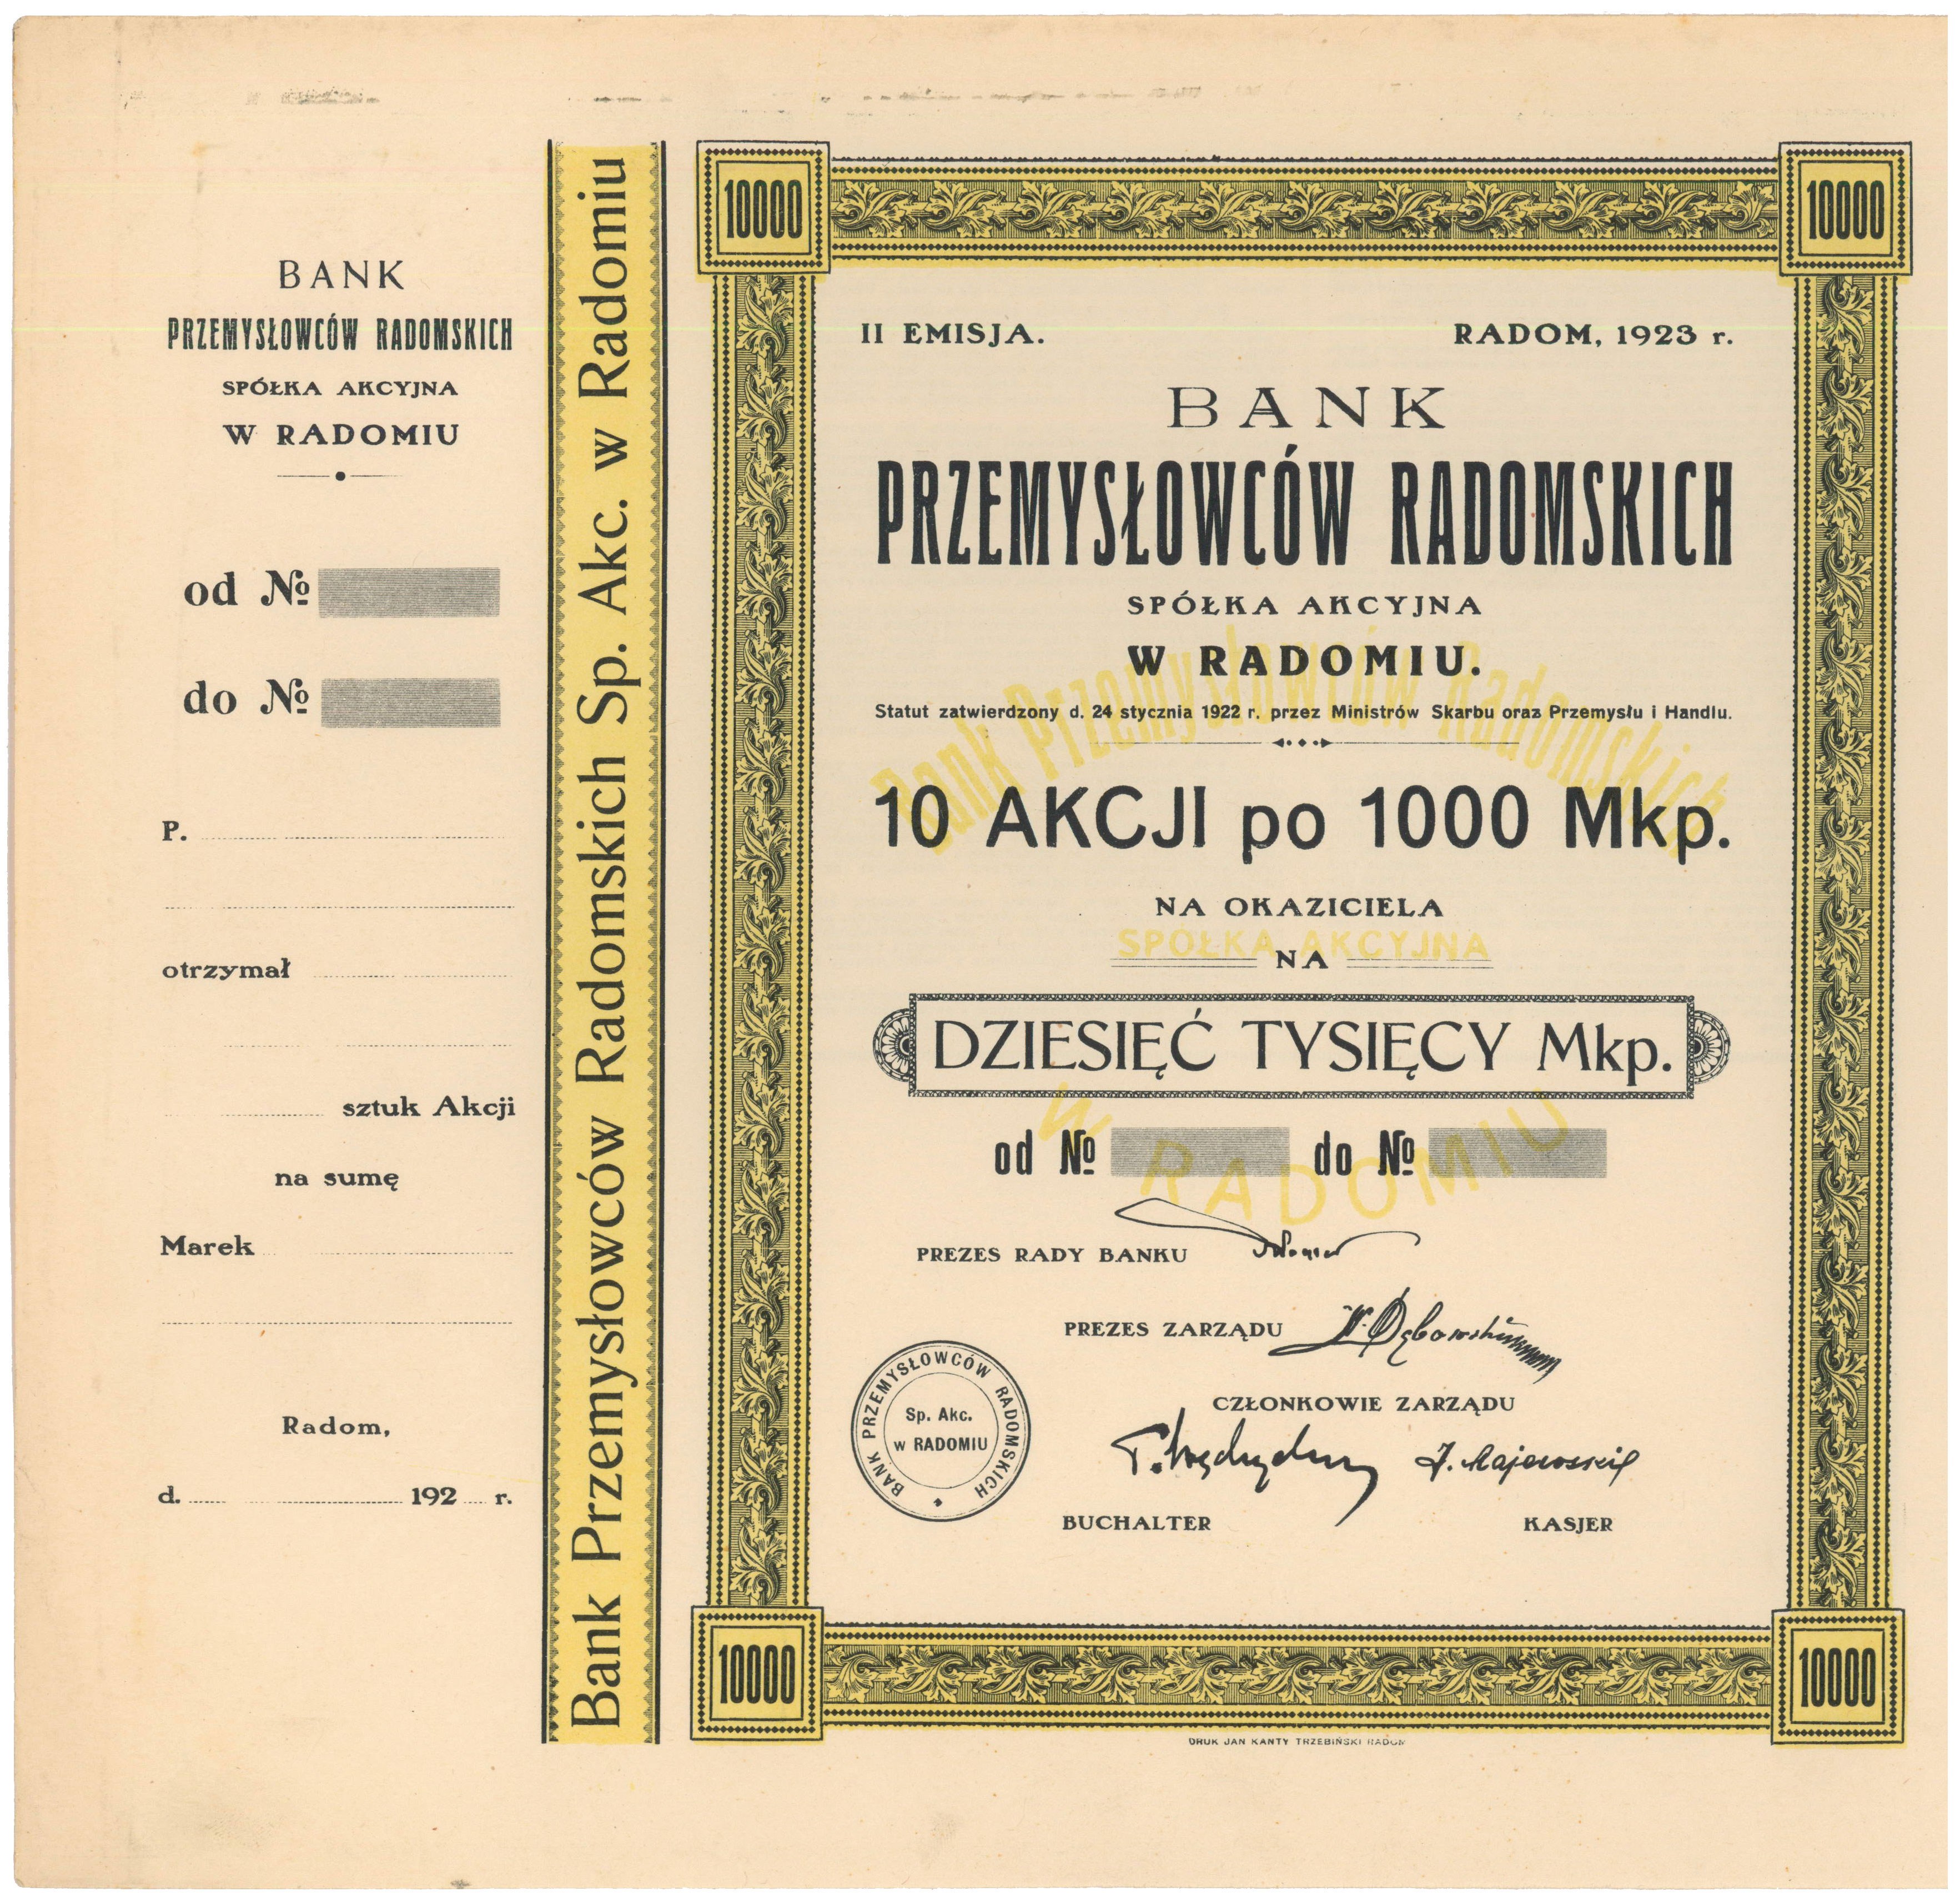 BANK
PRZEMYSŁOWCÓW RADOMSKICH
SPÓŁKA AKCYJNA
W RADOMIU
od №
do №
P.
otrzymał
sztuk Akcji
na sumę
Marek
Radom,
d. 192 r.
Bank Przemysłowców Radomskich Sp. Akc. w Radomiu
10000
10000
II EMISJA. RADOM, 1923 r.
BANK
PRZEMYSŁOWCÓW RADOMSKICH
SPÓŁKA AKCYJNA
W RADOMIU.
Bank Przemysłowców Radomskich
Statut zatwierdzony d. 24 stycznia 1922 r. przez Ministrów Skarbu oraz Przemysłu i Handlu.
10 AKCJI po 1000 Mkp.
NA OKAZICIELA
SPÓŁKA AKCYJNA
NA
DZIESIĘĆ TYSIĘCY Mkp.
W RADOMIU
od № do №
PREZES RADY BANKU
PREZES ZARZĄDU
CZŁONKOWIE ZARZĄDU
BANK PRZEMYSŁOWCÓW RADOMSKICH
Sp. Akc.
w RADOMIU
J. Majewski
BUCHALTER KASJER
10000
10000
DRUK JAN KANTY TRZEBIŃSKI RADOM